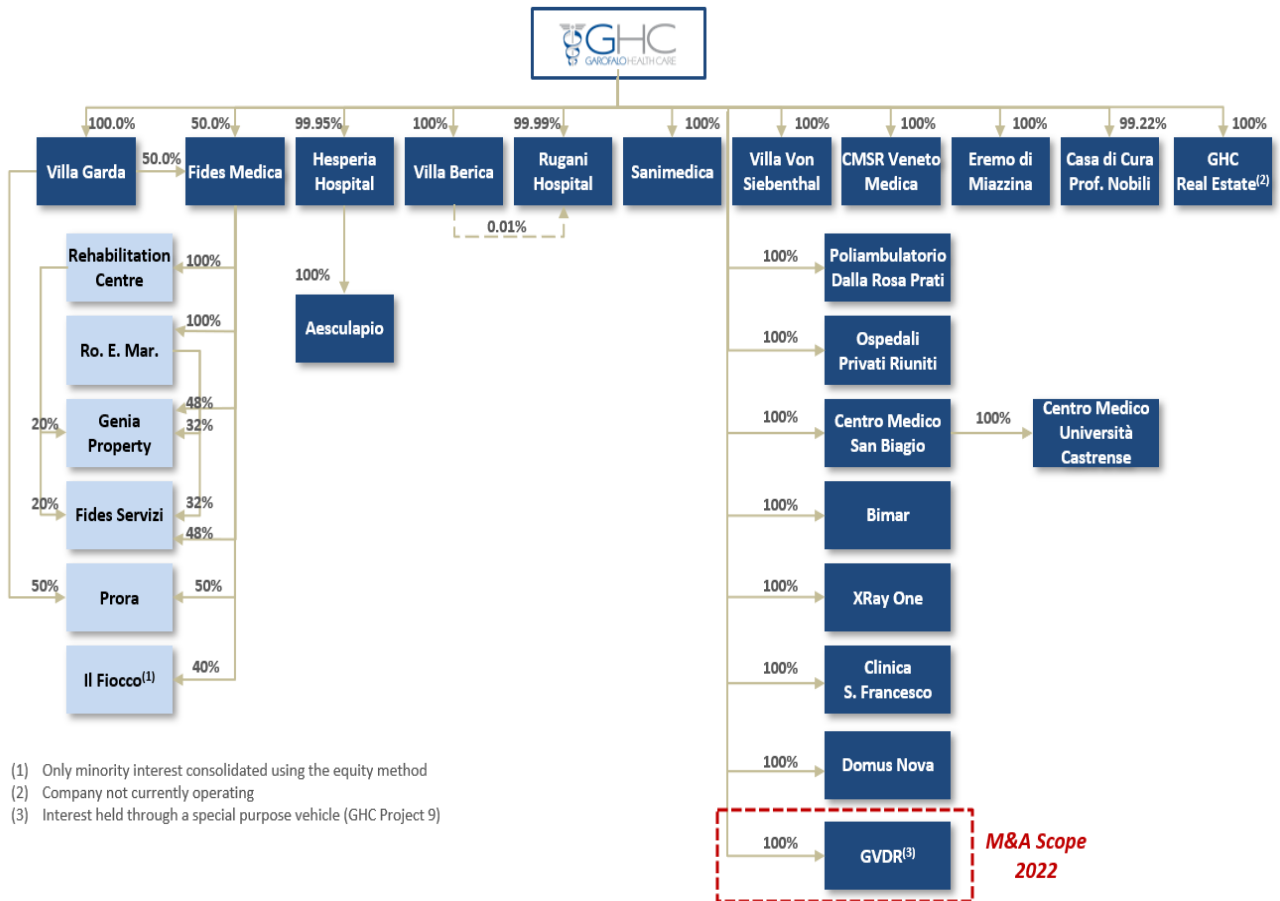 GHC
GAROFALO HEALTH CARE
100.0%
50.0%
99.95%
100%
99.99%
100%
100%
100%
100%
99.22%
100%
Villa Garda
50.0%
Fides Medica
Hesperia
Hospital
Villa Berica
Rugani
Hospital
Sanimedica
Villa Von
Siebenthal
CMSR Veneto
Medica
Eremo di
Miazzina
Casa di Cura
Prof. Nobili
GHC
Real Estate(2)
0.01%
Rehabilitation
Centre
100%
Ro. E. Mar.
100%
Genia
Property
20%
48%
32%
Fides Servizi
20%
32%
48%
Prora
50%
50%
Il Fiocco(1)
40%
100%
Aesculapio
100%
Poliambulatorio
Dalla Rosa Prati
100%
Ospedali
Privati Riuniti
100%
Centro Medico
San Biagio
100%
Centro Medico
Università
Castrense
100%
Bimar
100%
XRay One
100%
Clinica
S. Francesco
100%
Domus Nova
100%
GVDR(3)
M&A Scope
2022
(1) Only minority interest consolidated using the equity method
(2) Company not currently operating
(3) Interest held through a special purpose vehicle (GHC Project 9)